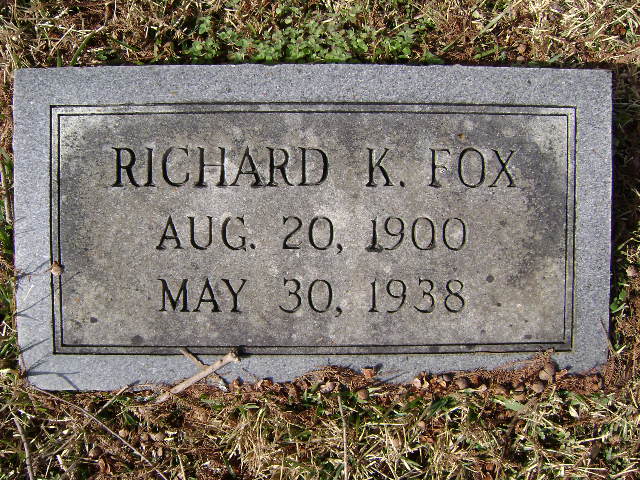 RICHARD K. FOX
AUG. 20, 1900
MAY 30, 1938